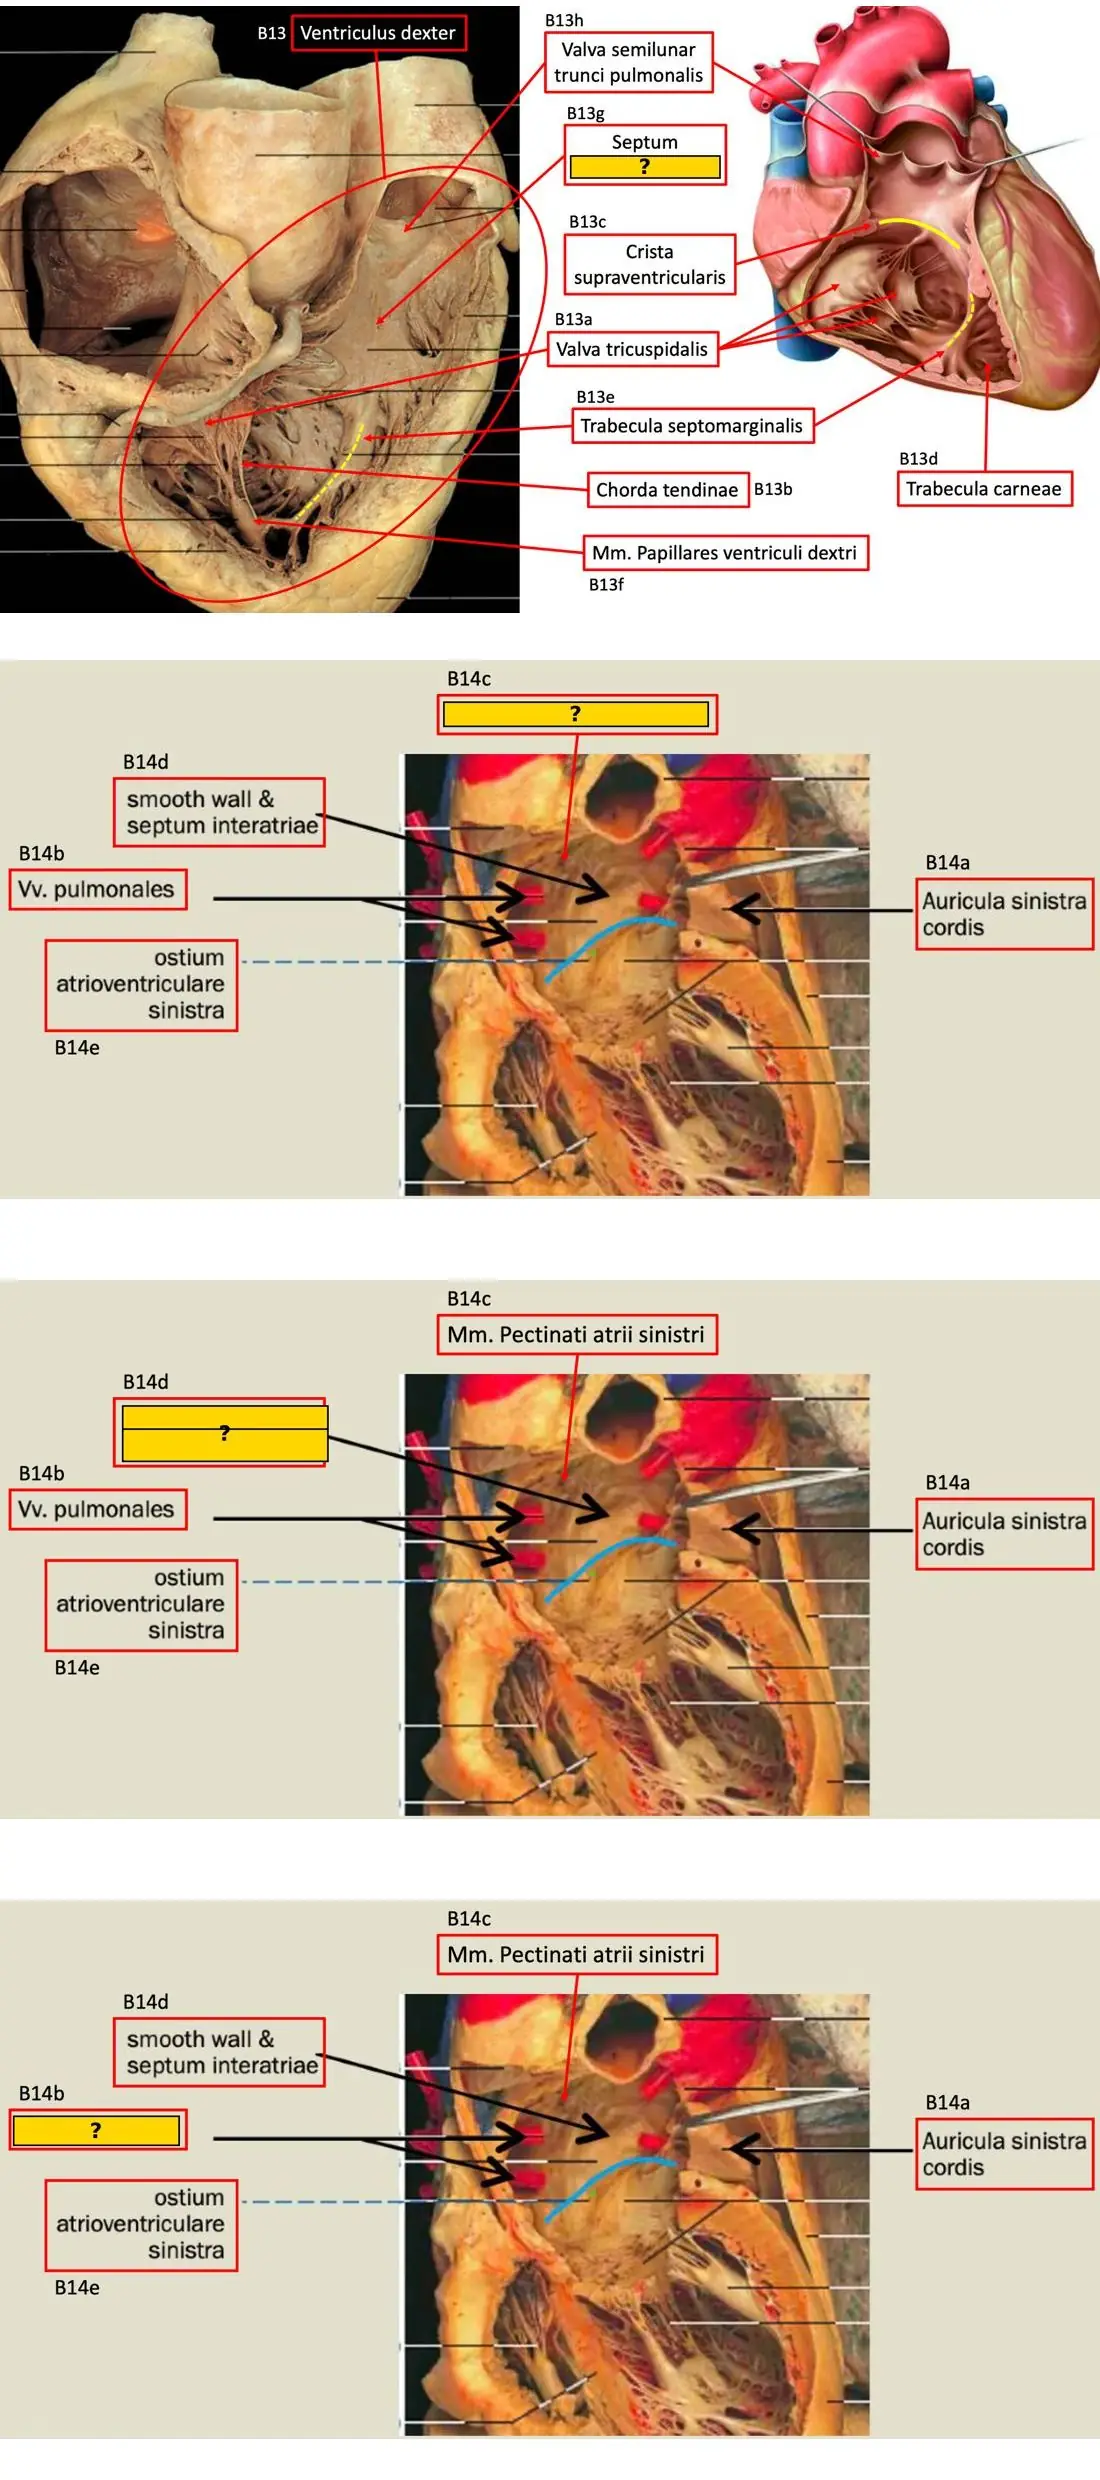 B13 Ventriculus dexter
B13h
Valva semilunar
trunci pulmonalis
B13g
Septum
?
B13c
Crista
supraventricularis
B13a
Valva tricuspidalis
B13e
Trabecula septomarginalis
B13d
Trabecula carneae
Chorda tendinae B13b
Mm. Papillares ventriculi dextri
B13f
B14c
?
B14d
smooth wall &
septum interatriae
B14b
Vv. pulmonales
B14a
Auricula sinistra
cordis
ostium
atrioventriculare
sinistra
B14e
B14c
Mm. Pectinati atrii sinistri
B14d
?
B14b
Vv. pulmonales
B14a
Auricula sinistra
cordis
ostium
atrioventriculare
sinistra
B14e
B14c
Mm. Pectinati atrii sinistri
B14d
smooth wall &
septum interatriae
B14b
?
B14a
Auricula sinistra
cordis
ostium
atrioventriculare
sinistra
B14e